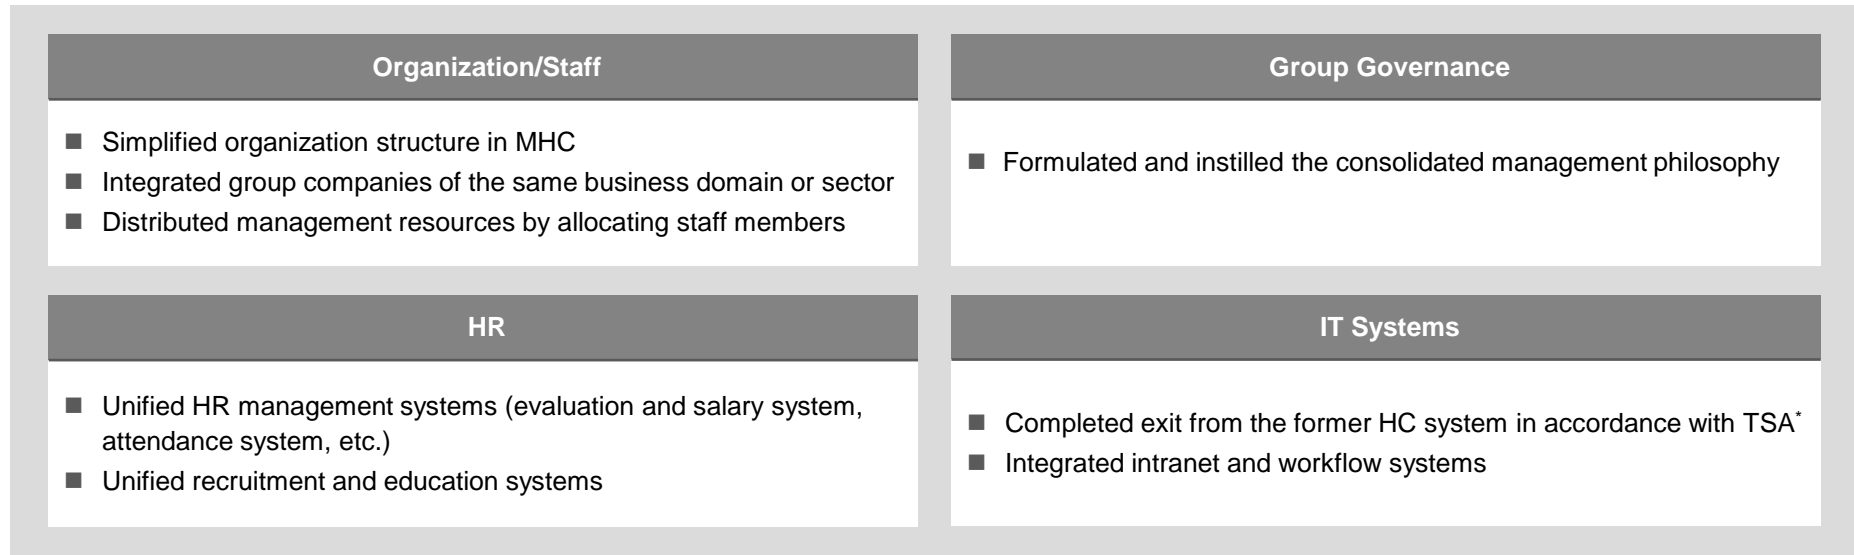 Organization/Staff
■ Simplified organization structure in MHC
■ Integrated group companies of the same business domain or sector
■ Distributed management resources by allocating staff members
Group Governance
■ Formulated and instilled the consolidated management philosophy
HR
■ Unified HR management systems (evaluation and salary system,
attendance system, etc.)
■ Unified recruitment and education systems
IT Systems
■ Completed exit from the former HC system in accordance with TSA*
■ Integrated intranet and workflow systems